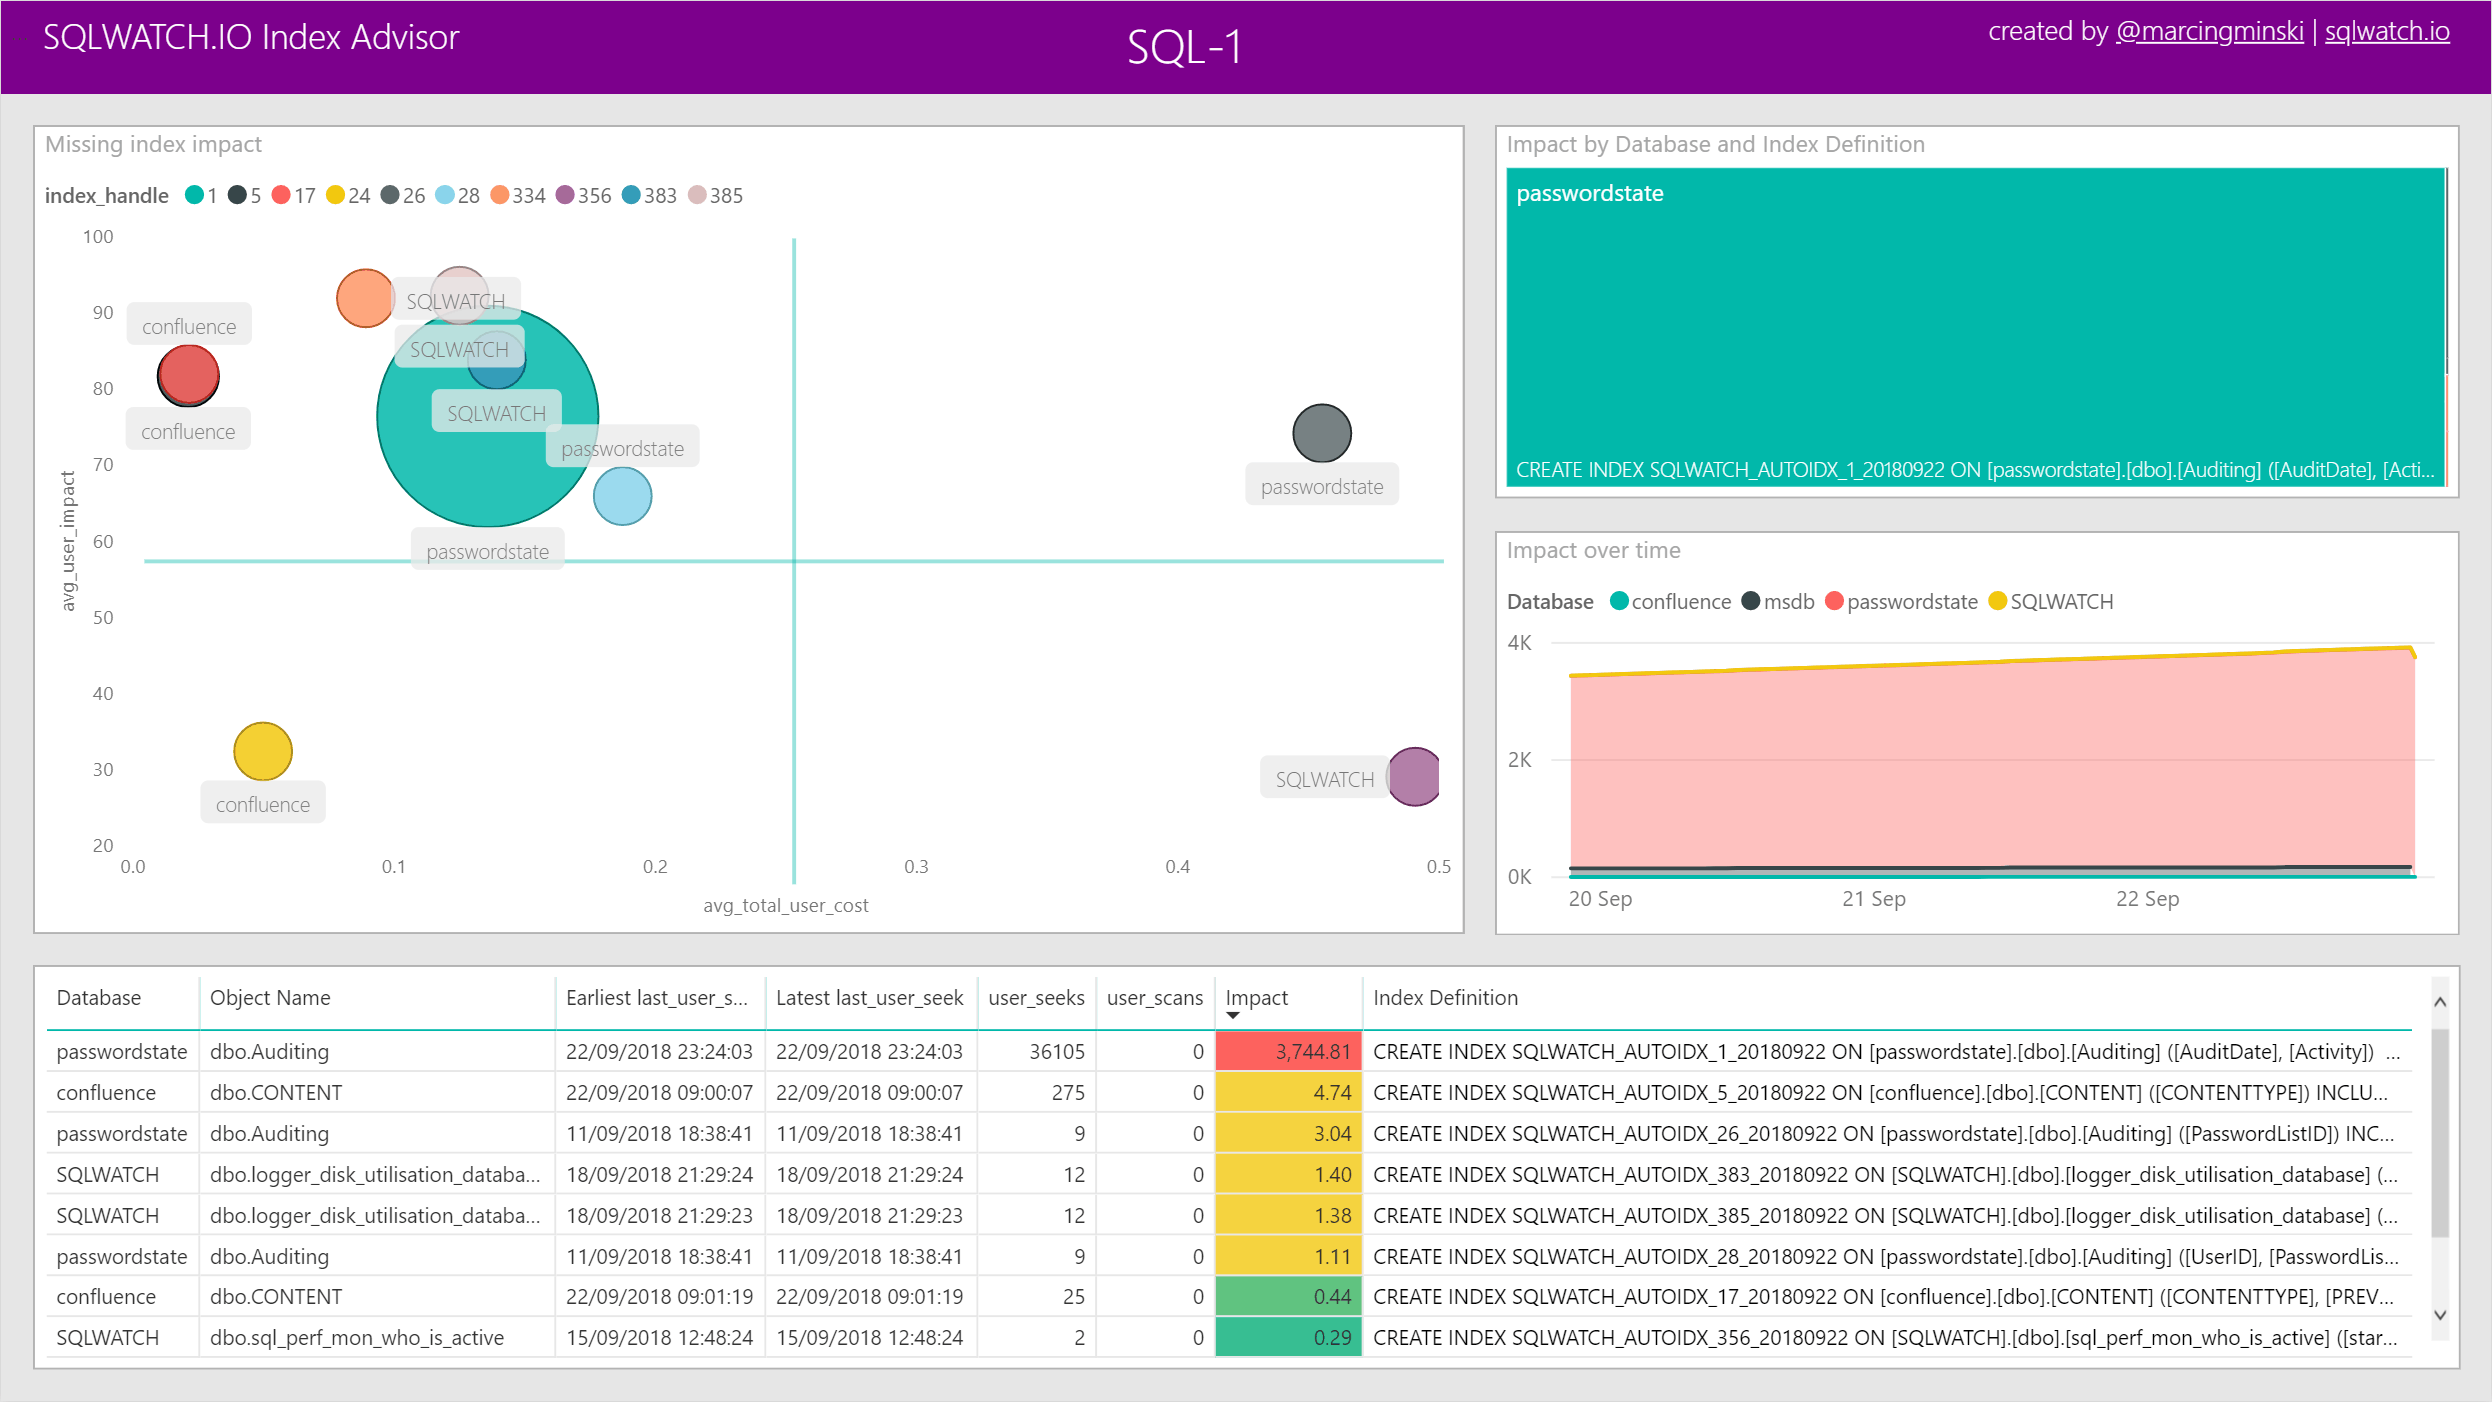 SQLWATCH.IO Index Advisor
SQL-1
created by @marcingminski | sqlwatch.io
Missing index impact
index_handle 1 5 17 24 26 28 334 356 383 385
avg_user_impact
100
90
80
70
60
50
40
30
20
confluence
confluence
SQLWATCH
SQLWATCH
SQLWATCH
passwordstate
passwordstate
passwordstate
confluence
SQLWATCH
0.0 0.1 0.2 0.3 0.4 0.5
avg_total_user_cost
Impact by Database and Index Definition
passwordstate
CREATE INDEX SQLWATCH_AUTOIDX_1_20180922 ON [passwordstate].[dbo].[Auditing] ([AuditDate], [Acti...
Impact over time
Database confluence msdb passwordstate SQLWATCH
4K
2K
0K
20 Sep 21 Sep 22 Sep
Database Object Name Earliest last_user_s... Latest last_user_seek user_seeks user_scans Impact Index Definition
passwordstate dbo.Auditing 22/09/2018 23:24:03 22/09/2018 23:24:03 36105 0 3,744.81 CREATE INDEX SQLWATCH_AUTOIDX_1_20180922 ON [passwordstate].[dbo].[Auditing] ([AuditDate], [Activity]) ...
confluence dbo.CONTENT 22/09/2018 09:00:07 22/09/2018 09:00:07 275 0 4.74 CREATE INDEX SQLWATCH_AUTOIDX_5_20180922 ON [confluence].[dbo].[CONTENT] ([CONTENTTYPE]) INCLU...
passwordstate dbo.Auditing 11/09/2018 18:38:41 11/09/2018 18:38:41 9 0 3.04 CREATE INDEX SQLWATCH_AUTOIDX_26_20180922 ON [passwordstate].[dbo].[Auditing] ([PasswordListID]) INC...
SQLWATCH dbo.logger_disk_utilisation_databa... 18/09/2018 21:29:24 18/09/2018 21:29:24 12 0 1.40 CREATE INDEX SQLWATCH_AUTOIDX_383_20180922 ON [SQLWATCH].[dbo].[logger_disk_utilisation_database] (...
SQLWATCH dbo.logger_disk_utilisation_databa... 18/09/2018 21:29:23 18/09/2018 21:29:23 12 0 1.38 CREATE INDEX SQLWATCH_AUTOIDX_385_20180922 ON [SQLWATCH].[dbo].[logger_disk_utilisation_database] (...
passwordstate dbo.Auditing 11/09/2018 18:38:41 11/09/2018 18:38:41 9 0 1.11 CREATE INDEX SQLWATCH_AUTOIDX_28_20180922 ON [passwordstate].[dbo].[Auditing] ([UserID], [PasswordLis...
confluence dbo.CONTENT 22/09/2018 09:01:19 22/09/2018 09:01:19 25 0 0.44 CREATE INDEX SQLWATCH_AUTOIDX_17_20180922 ON [confluence].[dbo].[CONTENT] ([CONTENTTYPE], [PREV...
SQLWATCH dbo.sql_perf_mon_who_is_active 15/09/2018 12:48:24 15/09/2018 12:48:24 2 0 0.29 CREATE INDEX SQLWATCH_AUTOIDX_356_20180922 ON [SQLWATCH].[dbo].[sql_perf_mon_who_is_active] ([star...